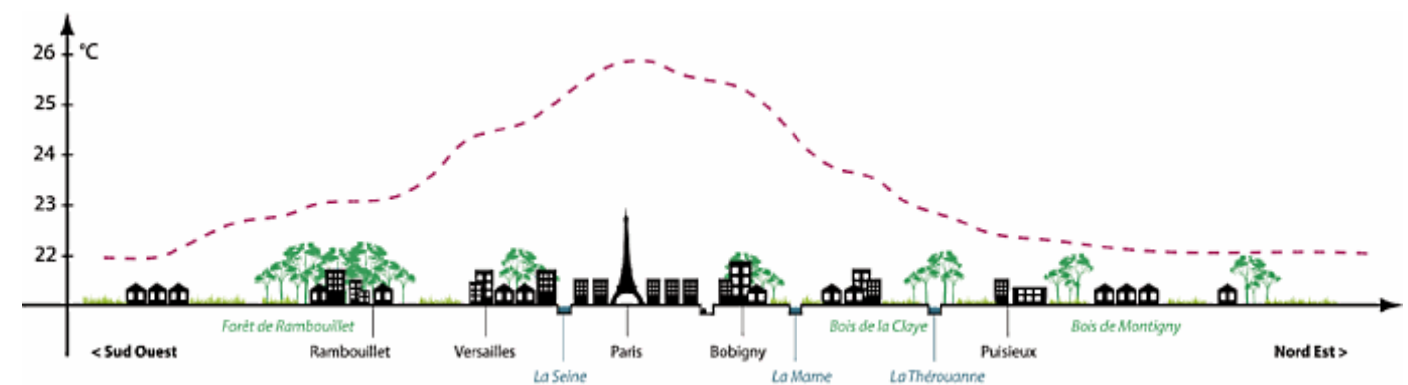 26 °C
25
24
23
22
Forêt de Rambouillet
Bois de la Claye
Bois de Montigny
< Sud Ouest
Rambouillet
Versailles
Paris
Bobigny
Puisieux
Nord Est >
La Seine
La Marne
La Thérouanne